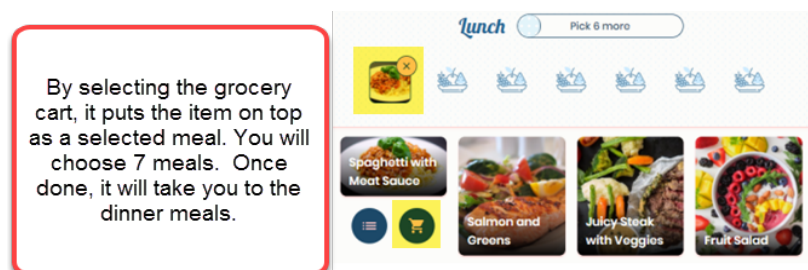 By selecting the grocery
cart, it puts the item on top
as a selected meal. You will
choose 7 meals.  Once
done, it will take you to the
dinner meals.
Lunch
Pick 6 more
Spaghetti with
Meat Sauce
Salmon and
Greens
Juicy Steak
with Veggies
Fruit Salad